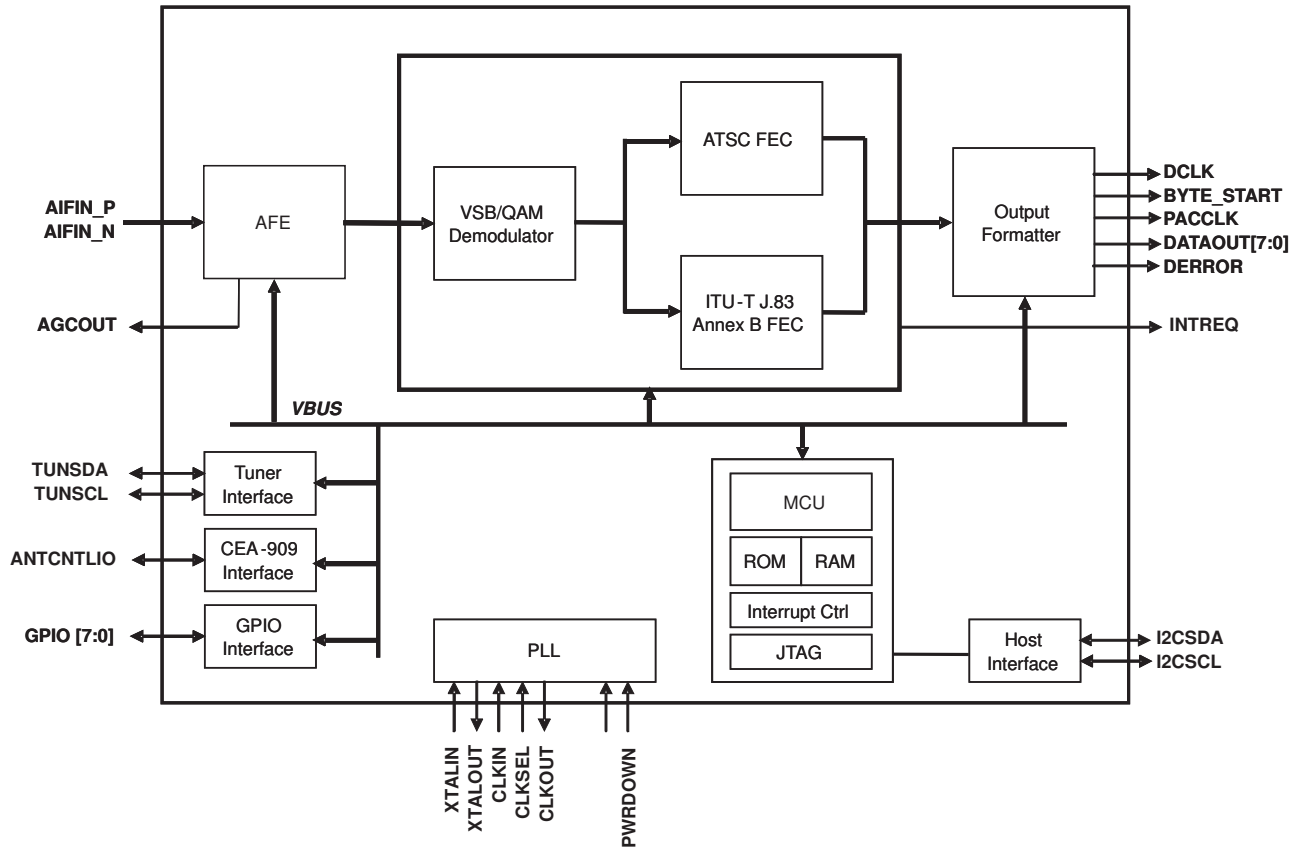 AIFIN_P
AIFIN_N
AGCOUT
AFE
VSB/QAM
Demodulator
ATSC FEC
ITU-T J.83
Annex B FEC
Output
Formatter
DCLK
BYTE_START
PACCLK
DATAOUT[7:0]
DERROR
INTREQ
VBUS
TUNSDA
TUNSCL
Tuner
Interface
ANTCNTLIO
CEA-909
Interface
GPIO [7:0]
GPIO
Interface
PLL
MCU
ROM
RAM
Interrupt Ctrl
JTAG
Host
Interface
I2CSDA
I2CSCL
XTALIN
XTALOUT
CLKIN
CLKSEL
CLKOUT
PWRDOWN